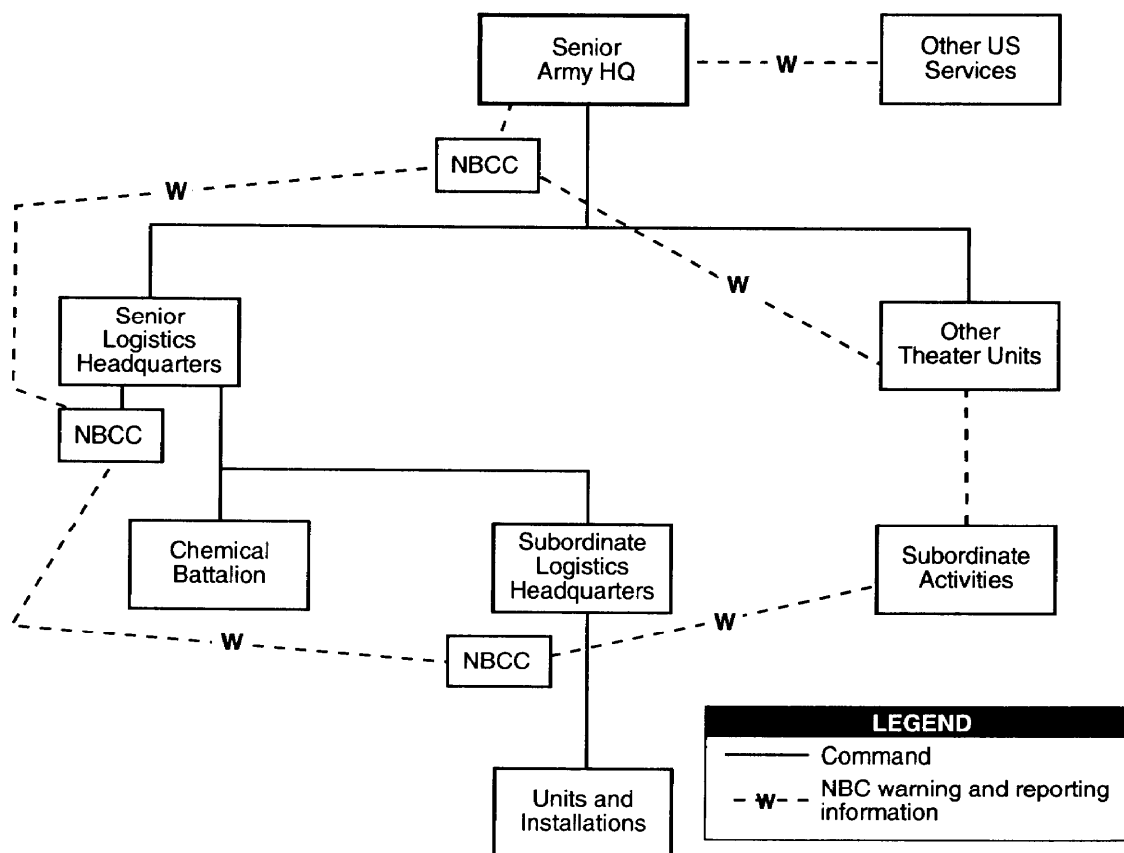 Senior
Army HQ
W
Other US
Services
NBCC
W
W
Senior
Logistics
Headquarters
Other
Theater Units
NBCC
Chemical
Battalion
Subordinate
Logistics
Headquarters
Subordinate
Activities
W
W
NBCC
Units and
Installations
LEGEND
Command
W
NBC warning and reporting
information